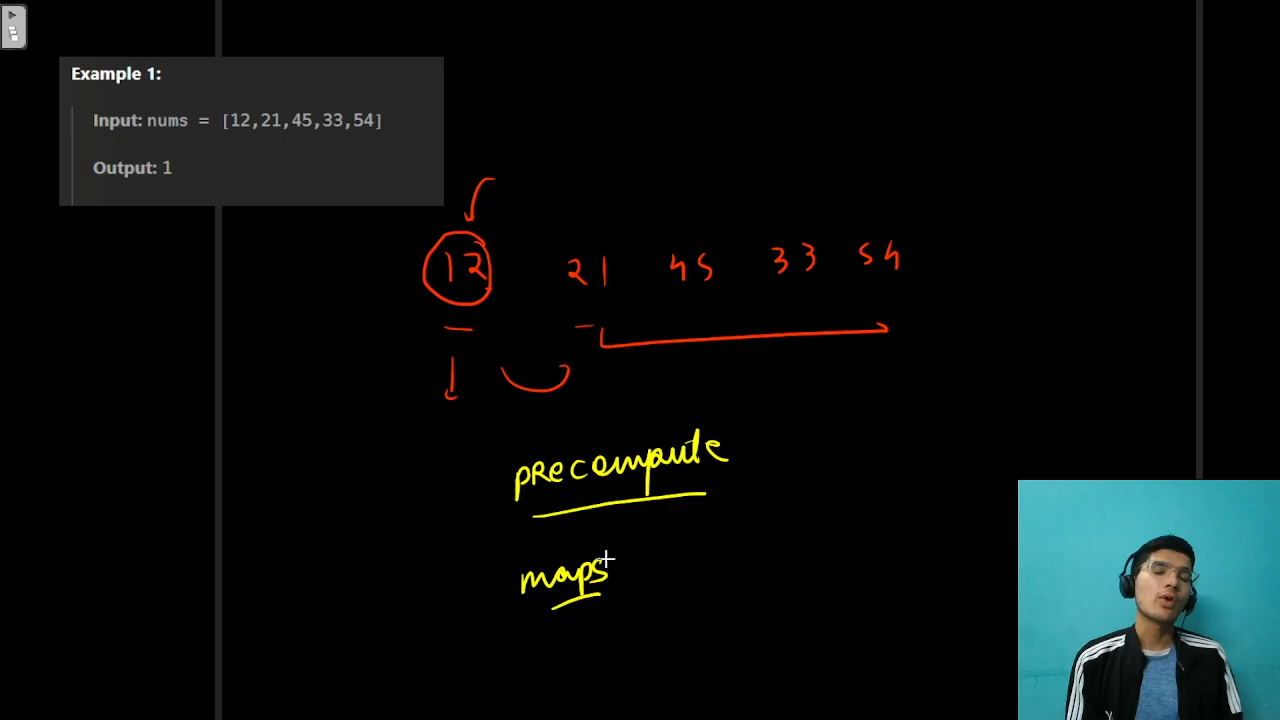 Example 1:
Input: nums = [12,21,45,33,54]
Output: 1
12 21 45 33 54
precompute
maps